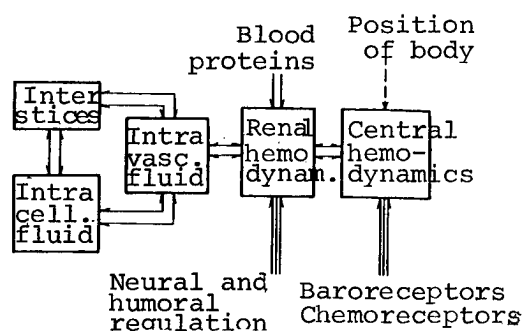 Blood
proteins
Position
of body
Inter
stices
Intra
vasc.
fluid
Renal
hemo
dynam.
Central
hemo-
dynamics
Intra
cell.
fluid
Neural and
humoral
regulation
Baroreceptors
Chemoreceptors